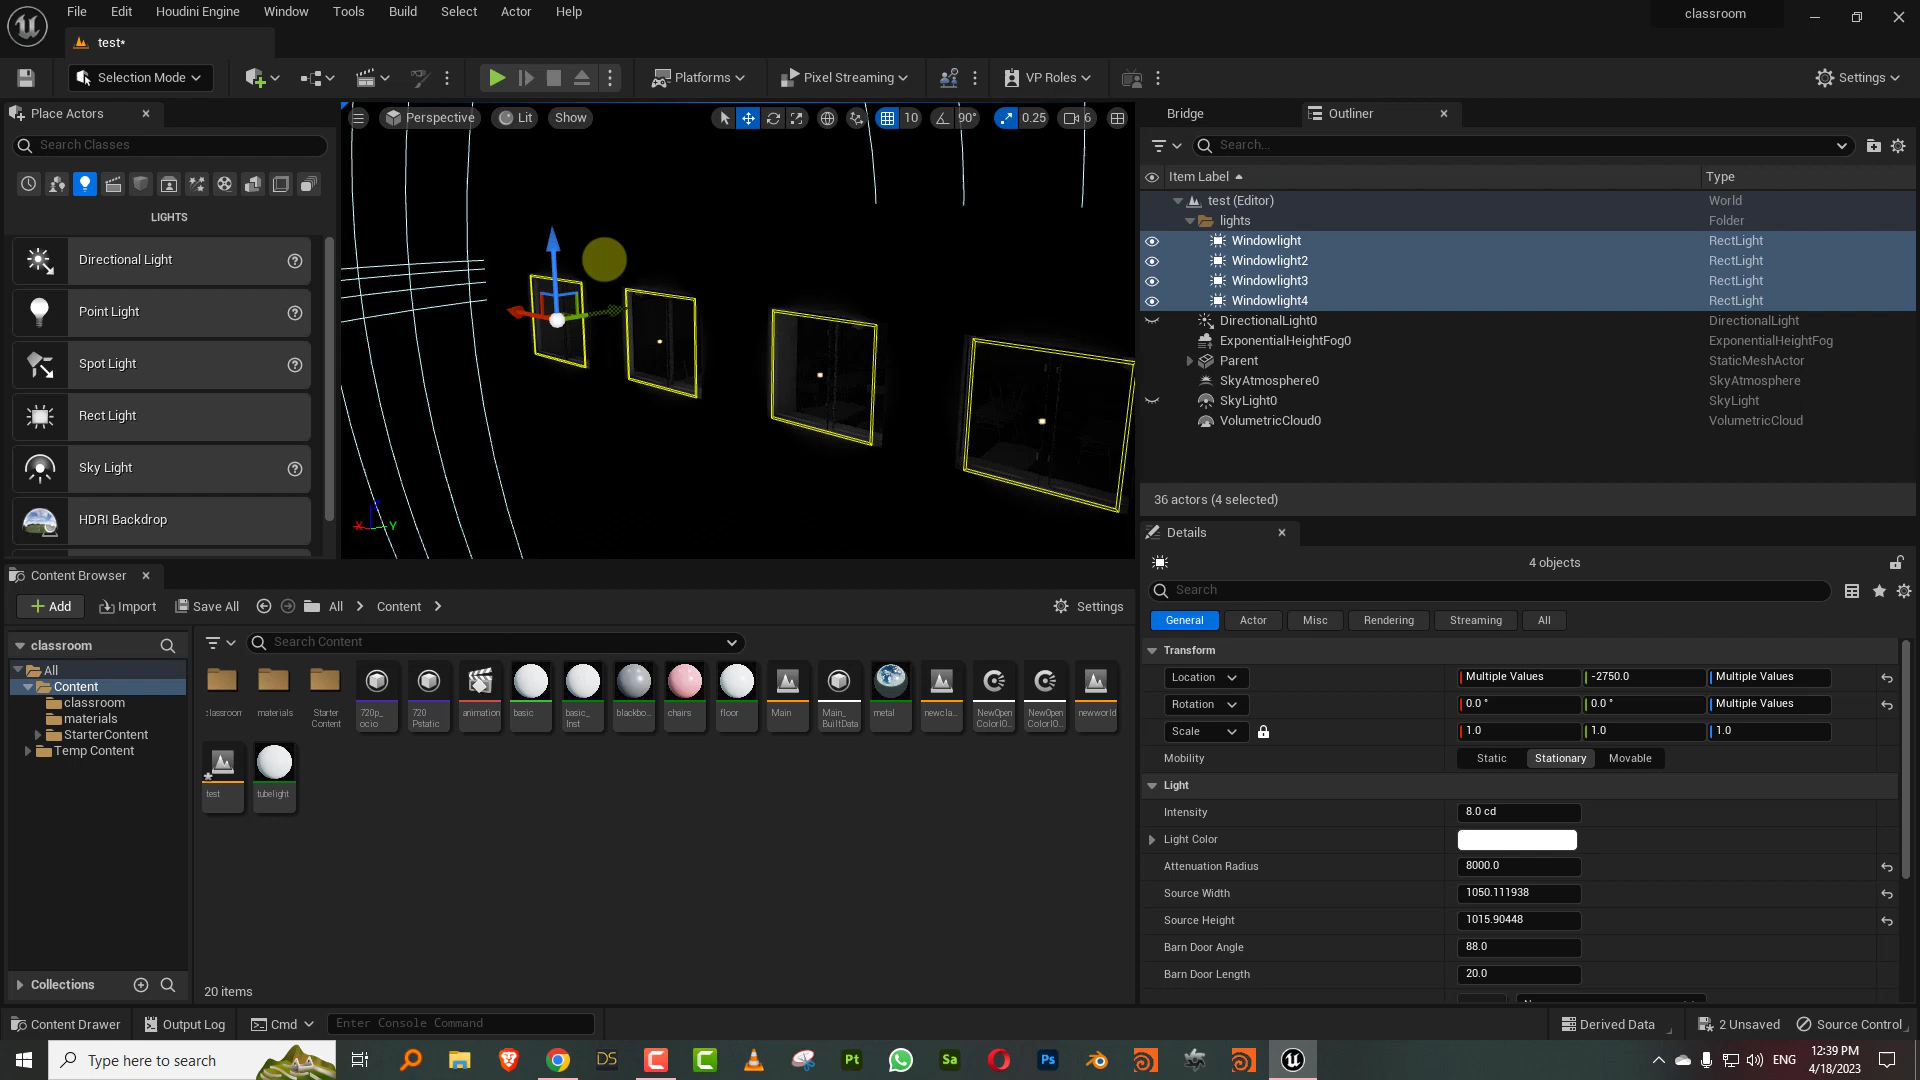 File Edit Houdini Engine Window Tools Build Select Actor Help
classroom
test*
Selection Mode
Platforms
Pixel Streaming
VP Roles
Settings
Place Actors
Search Classes
LIGHTS
Directional Light
Point Light
Spot Light
Rect Light
Sky Light
HDRI Backdrop
Perspective Lit Show
10 90° 0.25 6
X Y
Bridge Outliner
Search...
Item Label Type
test (Editor) World
lights Folder
Windowlight RectLight
Windowlight2 RectLight
Windowlight3 RectLight
Windowlight4 RectLight
DirectionalLight0 DirectionalLight
ExponentialHeightFog0 ExponentialHeightFog
Parent StaticMeshActor
SkyAtmosphere0 SkyAtmosphere
SkyLight0 SkyLight
VolumetricCloud0 VolumetricCloud
36 actors (4 selected)
Details
4 objects
Search
General Actor Misc Rendering Streaming All
Transform
Location Multiple Values -2750.0 Multiple Values
Rotation 0.0 ° 0.0 ° Multiple Values
Scale 1.0 1.0 1.0
Mobility Static Stationary Movable
Light
Intensity 8.0 cd
Light Color
Attenuation Radius 8000.0
Source Width 1050.111938
Source Height 1015.90448
Barn Door Angle 88.0
Barn Door Length 20.0
Content Browser
Add Import Save All All Content Settings
classroom
All
Content
classroom
materials
StarterContent
Temp Content
Collections
Search Content
classroom materials Starter Content 720p_ocio 720 Pstatic animation basic basic_Inst blackbo... chairs floor Main Main_BuiltData metal newcla... NewOpenColorIO... NewOpenColorIO... newworld
test tubelight
20 items
Content Drawer Output Log Cmd Enter Console Command Derived Data 2 Unsaved Source Control
Type here to search
DS Pt Sa Ps
ENG
12:39 PM
4/18/2023